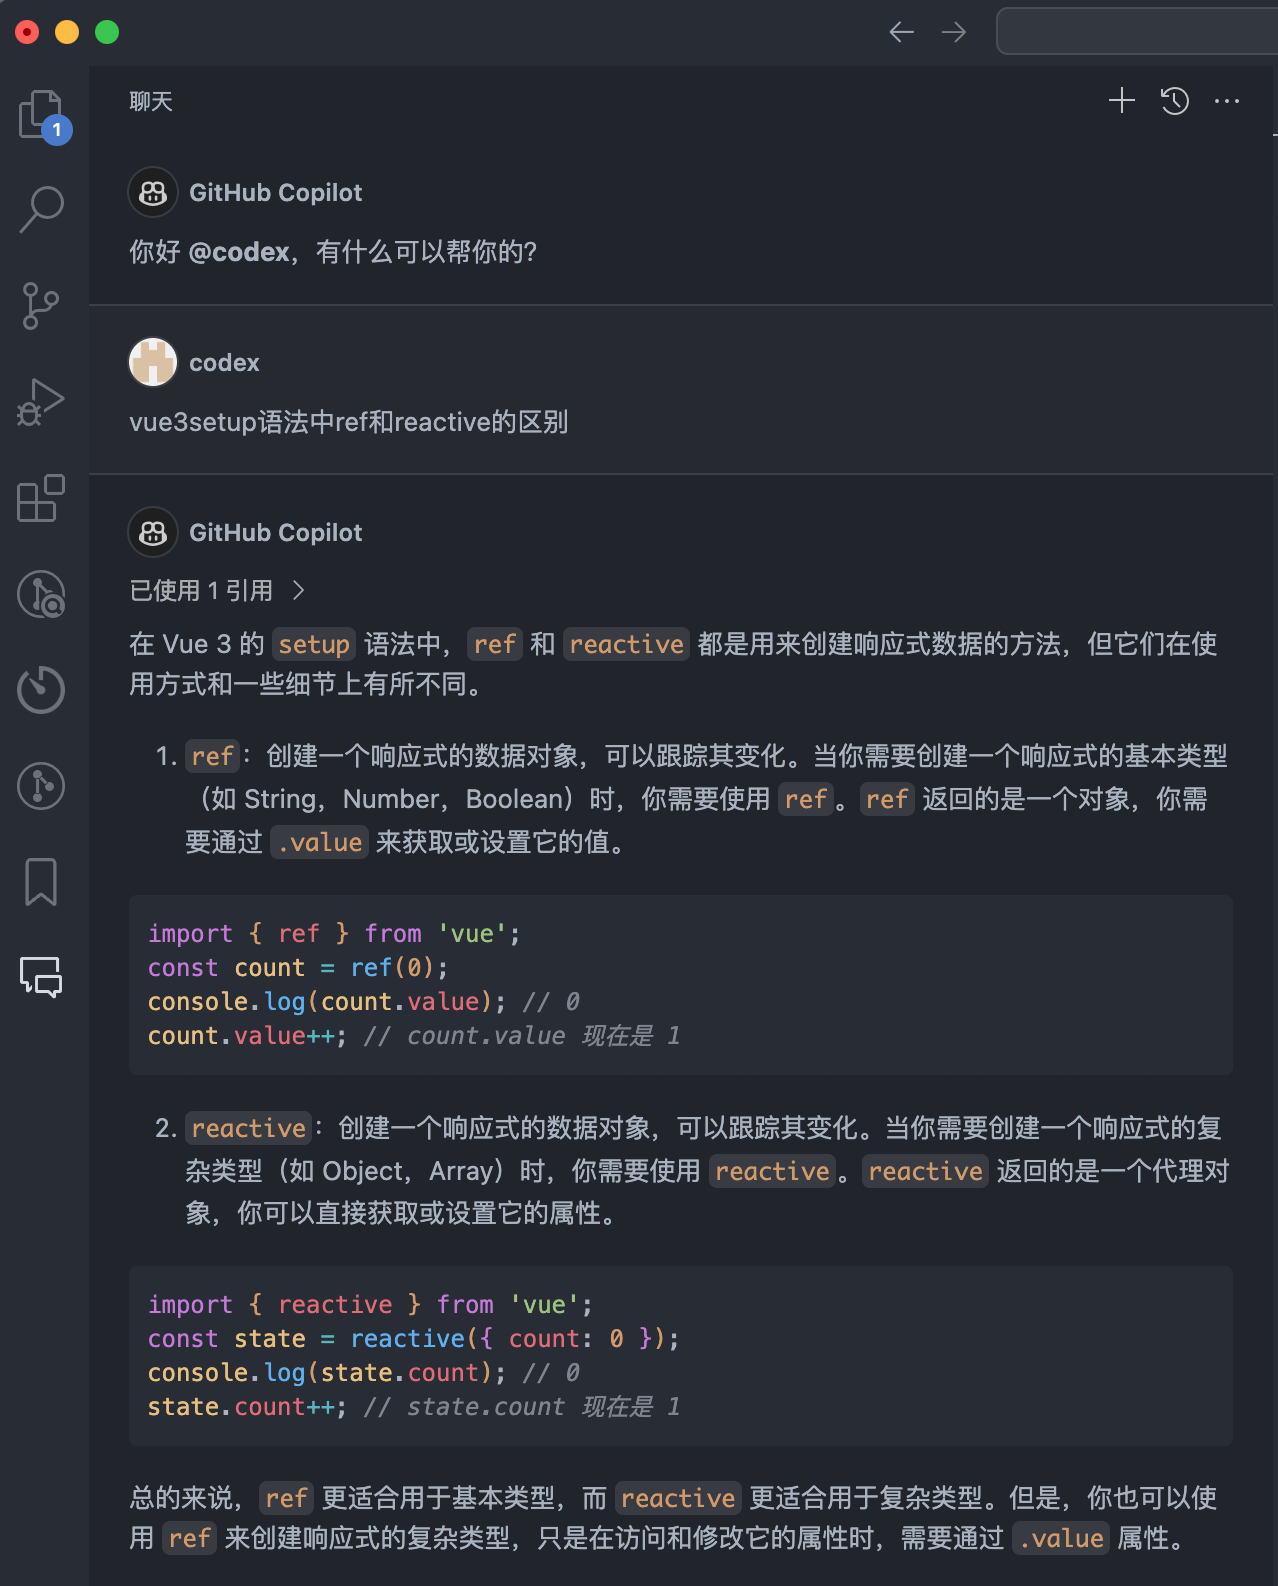 聊天
1
GitHub Copilot
你好 @codex，有什么可以帮你的?
codex
vue3setup语法中ref和reactive的区别
GitHub Copilot
已使用 1 引用
在 Vue 3 的 setup 语法中，ref 和 reactive 都是用来创建响应式数据的方法，但它们在使
用方式和一些细节上有所不同。
1. ref：创建一个响应式的数据对象，可以跟踪其变化。当你需要创建一个响应式的基本类型
（如 String，Number，Boolean）时，你需要使用 ref。ref 返回的是一个对象，你需
要通过 .value 来获取或设置它的值。
import { ref } from 'vue';
const count = ref(0);
console.log(count.value); // 0
count.value++; // count.value 现在是 1
2. reactive：创建一个响应式的数据对象，可以跟踪其变化。当你需要创建一个响应式的复
杂类型（如 Object，Array）时，你需要使用 reactive。reactive 返回的是一个代理对
象，你可以直接获取或设置它的属性。
import { reactive } from 'vue';
const state = reactive({ count: 0 });
console.log(state.count); // 0
state.count++; // state.count 现在是 1
总的来说，ref 更适合用于基本类型，而 reactive 更适合用于复杂类型。但是，你也可以使
用 ref 来创建响应式的复杂类型，只是在访问和修改它的属性时，需要通过 .value 属性。